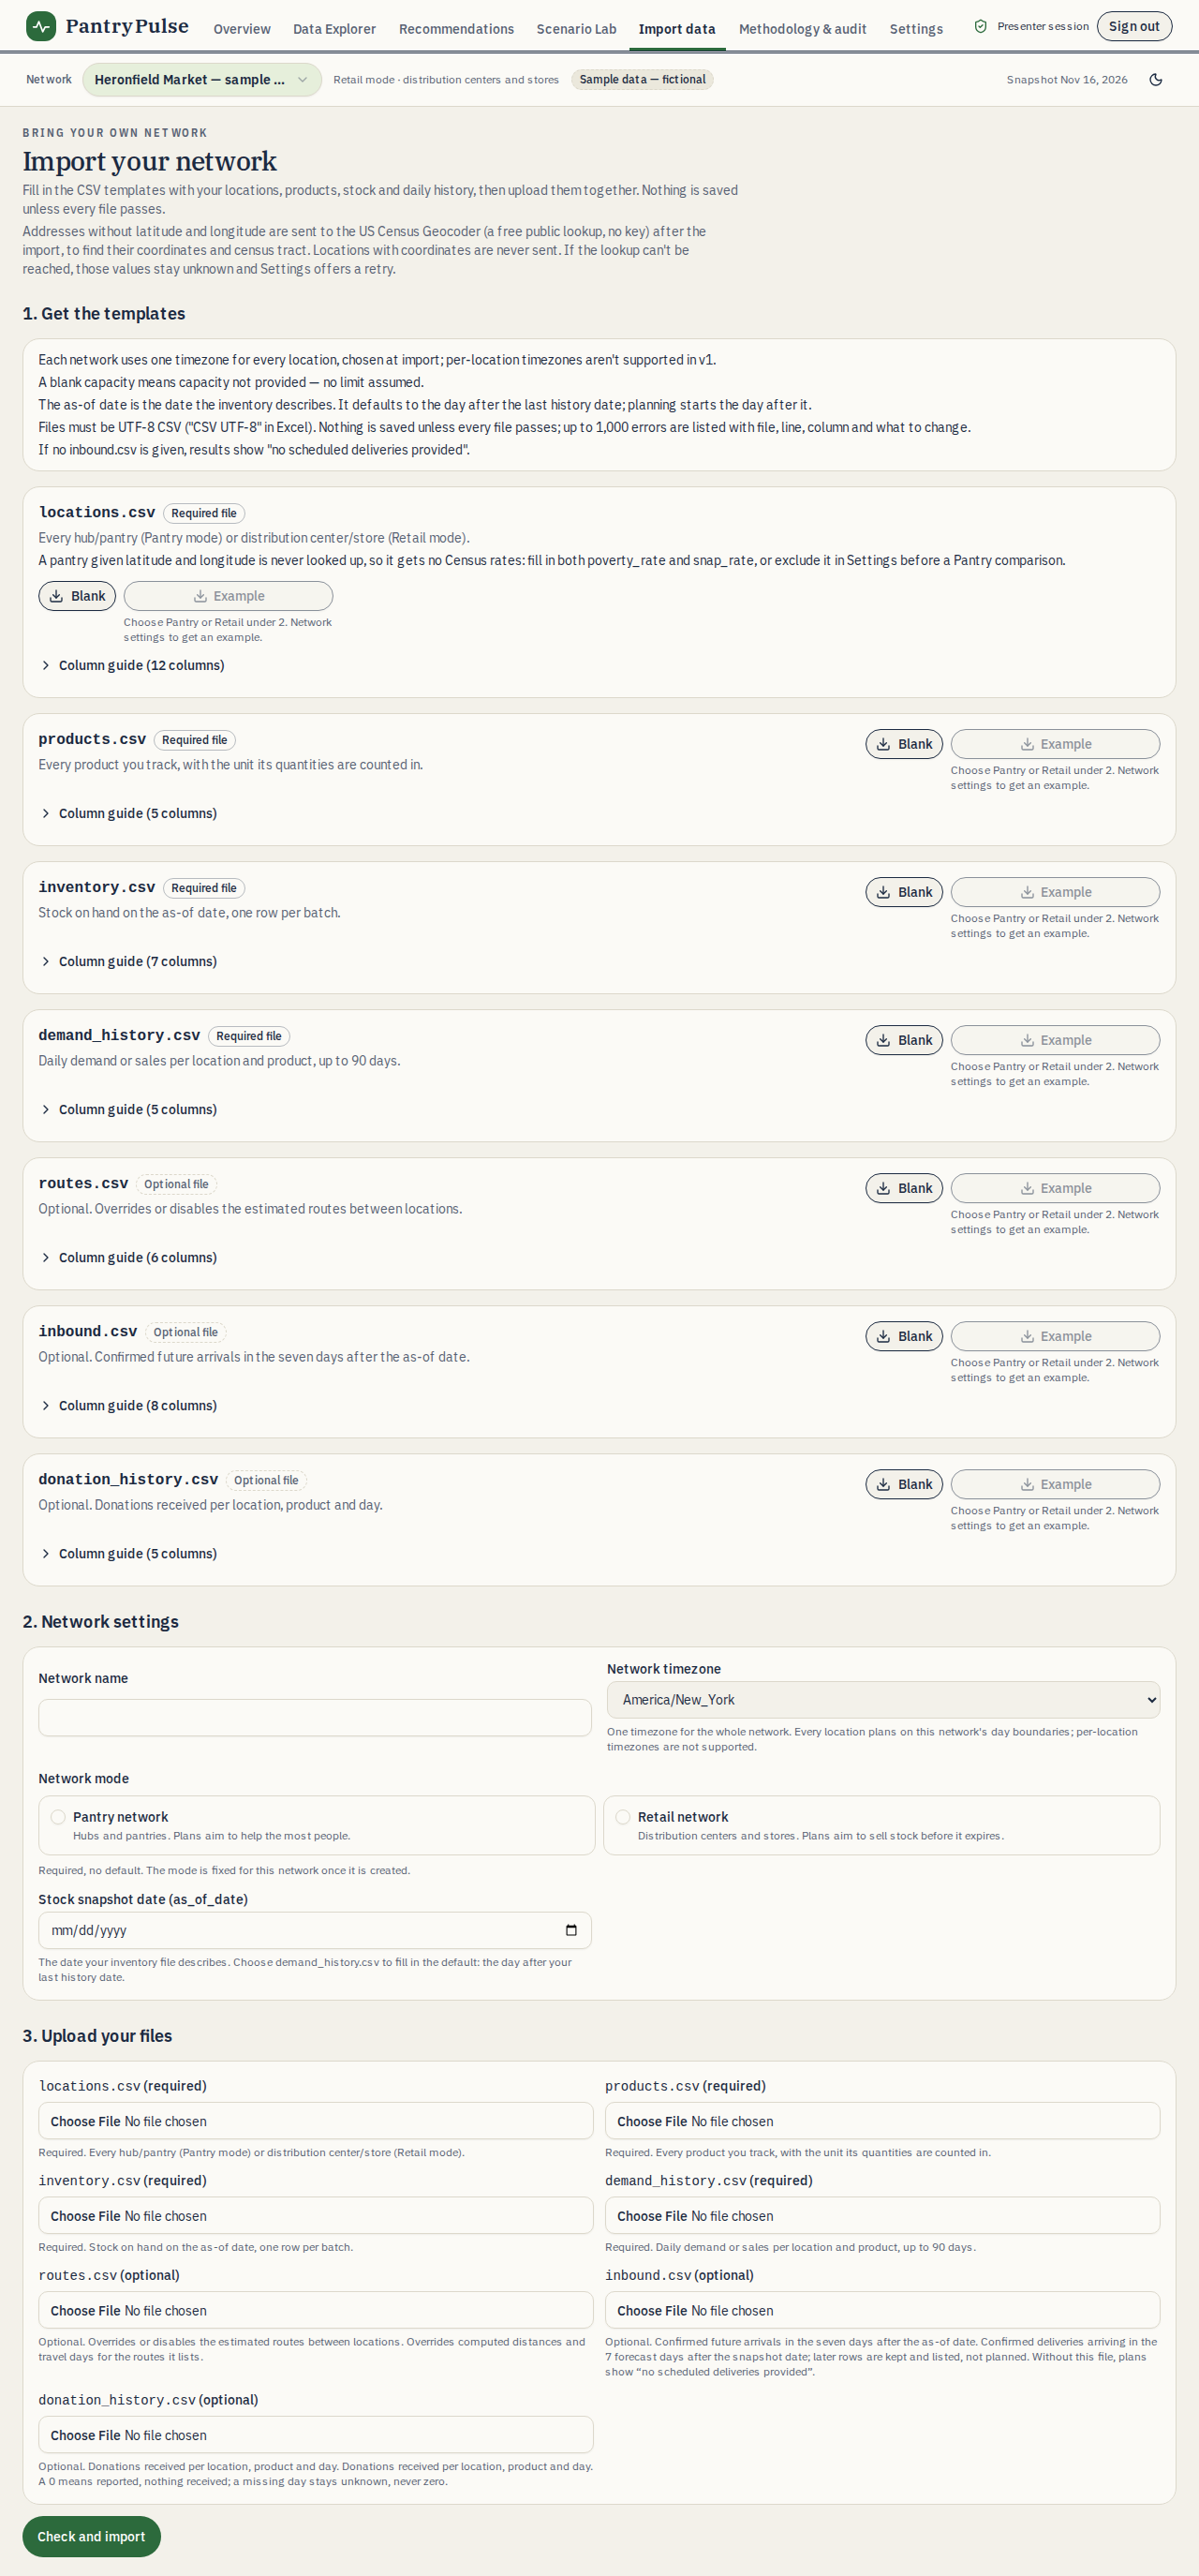 PantryPulse
Overview
Data Explorer
Recommendations
Scenario Lab
Import data
Methodology & audit
Settings
Presenter session
Sign out
Network
Heronfield Market — sample ...
Retail mode · distribution centers and stores
Sample data — fictional
Snapshot Nov 16, 2026
BRING YOUR OWN NETWORK
Import your network
Fill in the CSV templates with your locations, products, stock and daily history, then upload them together. Nothing is saved
unless every file passes.
Addresses without latitude and longitude are sent to the US Census Geocoder (a free public lookup, no key) after the
import, to find their coordinates and census tract. Locations with coordinates are never sent. If the lookup can't be
reached, those values stay unknown and Settings offers a retry.
1. Get the templates
Each network uses one timezone for every location, chosen at import; per-location timezones aren't supported in v1.
A blank capacity means capacity not provided — no limit assumed.
The as-of date is the date the inventory describes. It defaults to the day after the last history date; planning starts the day after it.
Files must be UTF-8 CSV ("CSV UTF-8" in Excel). Nothing is saved unless every file passes; up to 1,000 errors are listed with file, line, column and what to change.
If no inbound.csv is given, results show "no scheduled deliveries provided".
locations.csv Required file
Every hub/pantry (Pantry mode) or distribution center/store (Retail mode).
A pantry given latitude and longitude is never looked up, so it gets no Census rates: fill in both poverty_rate and snap_rate, or exclude it in Settings before a Pantry comparison.
Blank
Example
Choose Pantry or Retail under 2. Network
settings to get an example.
Column guide (12 columns)
products.csv Required file
Every product you track, with the unit its quantities are counted in.
Blank
Example
Choose Pantry or Retail under 2. Network
settings to get an example.
Column guide (5 columns)
inventory.csv Required file
Stock on hand on the as-of date, one row per batch.
Blank
Example
Choose Pantry or Retail under 2. Network
settings to get an example.
Column guide (7 columns)
demand_history.csv Required file
Daily demand or sales per location and product, up to 90 days.
Blank
Example
Choose Pantry or Retail under 2. Network
settings to get an example.
Column guide (5 columns)
routes.csv Optional file
Optional. Overrides or disables the estimated routes between locations.
Blank
Example
Choose Pantry or Retail under 2. Network
settings to get an example.
Column guide (6 columns)
inbound.csv Optional file
Optional. Confirmed future arrivals in the seven days after the as-of date.
Blank
Example
Choose Pantry or Retail under 2. Network
settings to get an example.
Column guide (8 columns)
donation_history.csv Optional file
Optional. Donations received per location, product and day.
Blank
Example
Choose Pantry or Retail under 2. Network
settings to get an example.
Column guide (5 columns)
2. Network settings
Network name
Network timezone
America/New_York
One timezone for the whole network. Every location plans on this network's day boundaries; per-location
timezones are not supported.
Network mode
Pantry network
Hubs and pantries. Plans aim to help the most people.
Retail network
Distribution centers and stores. Plans aim to sell stock before it expires.
Required, no default. The mode is fixed for this network once it is created.
Stock snapshot date (as_of_date)
mm/dd/yyyy
The date your inventory file describes. Choose demand_history.csv to fill in the default: the day after your
last history date.
3. Upload your files
locations.csv (required)
Choose File No file chosen
Required. Every hub/pantry (Pantry mode) or distribution center/store (Retail mode).
products.csv (required)
Choose File No file chosen
Required. Every product you track, with the unit its quantities are counted in.
inventory.csv (required)
Choose File No file chosen
Required. Stock on hand on the as-of date, one row per batch.
demand_history.csv (required)
Choose File No file chosen
Required. Daily demand or sales per location and product, up to 90 days.
routes.csv (optional)
Choose File No file chosen
Optional. Overrides or disables the estimated routes between locations. Overrides computed distances and
travel days for the routes it lists.
inbound.csv (optional)
Choose File No file chosen
Optional. Confirmed future arrivals in the seven days after the as-of date. Confirmed deliveries arriving in the
7 forecast days after the snapshot date; later rows are kept and listed, not planned. Without this file, plans
show “no scheduled deliveries provided”.
donation_history.csv (optional)
Choose File No file chosen
Optional. Donations received per location, product and day. Donations received per location, product and day.
A 0 means reported, nothing received; a missing day stays unknown, never zero.
Check and import